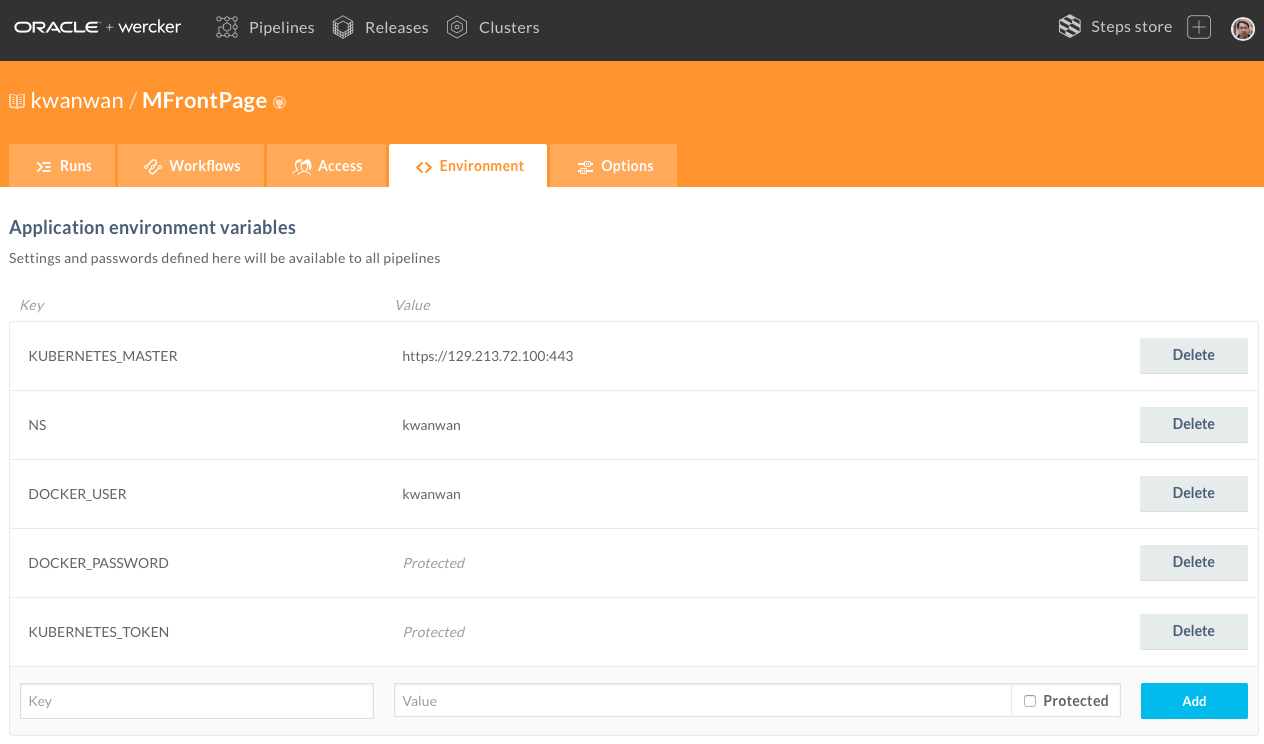 ORACLE + wercker Pipelines Releases Clusters Steps store
kwanwan / MFrontPage
Runs Workflows Access Environment Options
Application environment variables
Settings and passwords defined here will be available to all pipelines
Key Value
KUBERNETES_MASTER https://129.213.72.100:443 Delete
NS kwanwan Delete
DOCKER_USER kwanwan Delete
DOCKER_PASSWORD Protected Delete
KUBERNETES_TOKEN Protected Delete
Key Value Protected Add